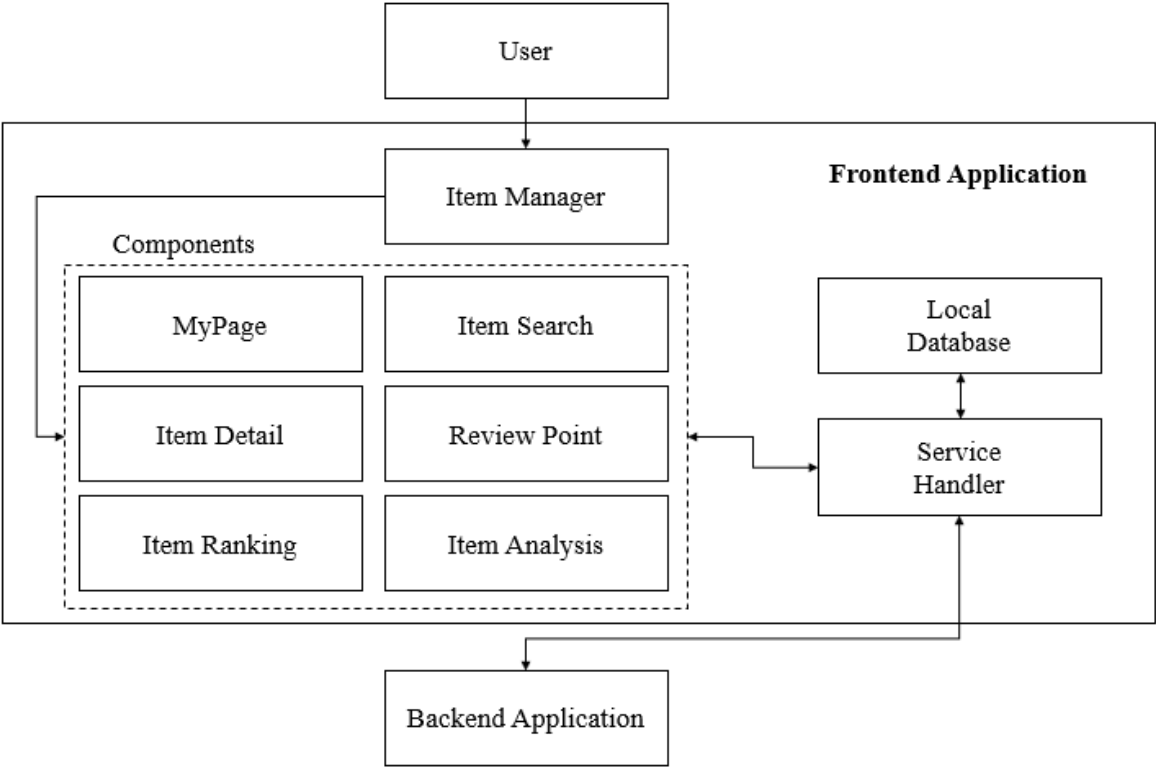 User
Frontend Application
Item Manager
Components
MyPage
Item Search
Local
Database
Item Detail
Review Point
Service
Handler
Item Ranking
Item Analysis
Backend Application